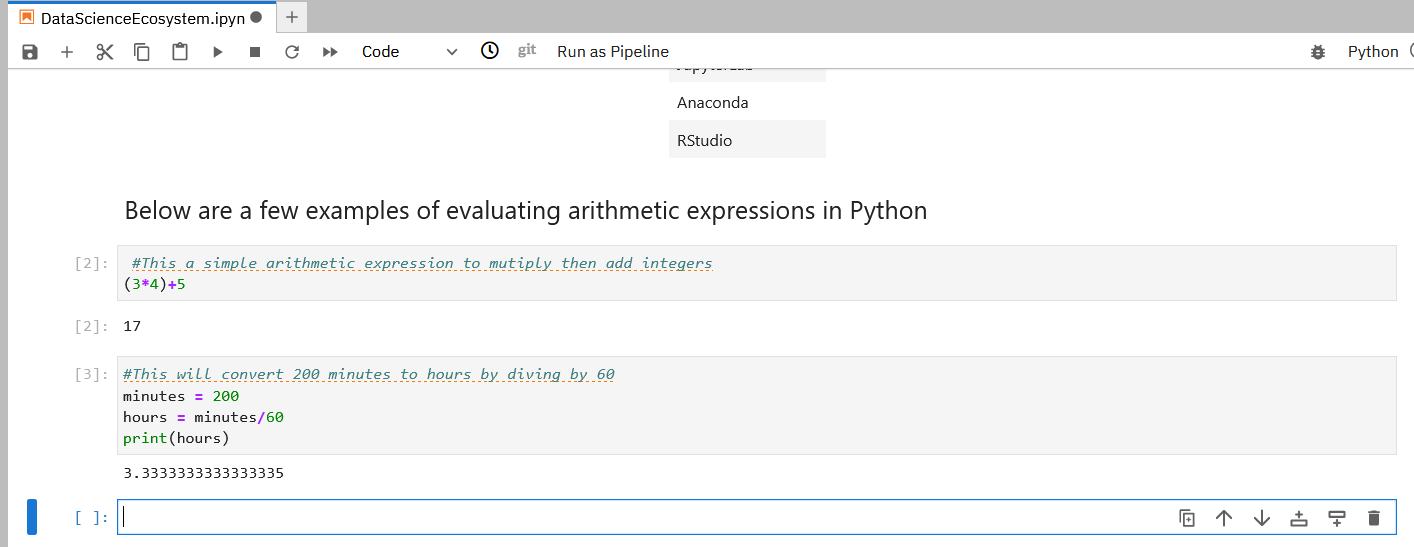 DataScienceEcosystem.ipyn
Code git Run as Pipeline Python
Anaconda
RStudio
Below are a few examples of evaluating arithmetic expressions in Python
[2]: #This a simple arithmetic expression to mutiply then add integers
(3*4)+5
[2]: 17
[3]: #This will convert 200 minutes to hours by diving by 60
minutes = 200
hours = minutes/60
print(hours)
3.3333333333333335
[ ]: